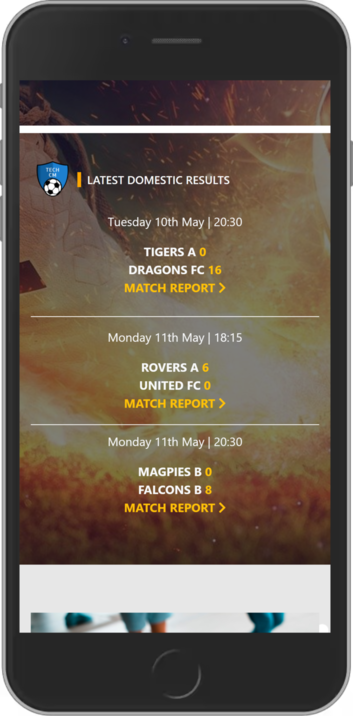 TECH
CM
LATEST DOMESTIC RESULTS
Tuesday 10th May | 20:30
TIGERS A 0
DRAGONS FC 16
MATCH REPORT >
Monday 11th May | 18:15
ROVERS A 6
UNITED FC 0
MATCH REPORT >
Monday 11th May | 20:30
MAGPIES B 0
FALCONS B 8
MATCH REPORT >